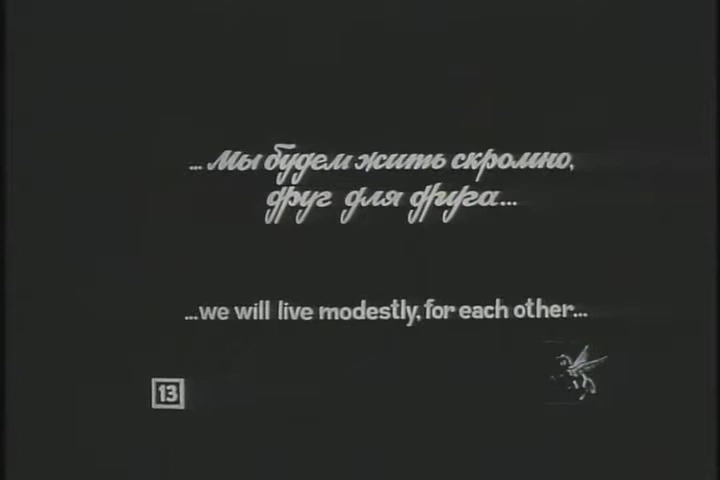 ... Мы будем жить скромно,
друг для друга...
...we will live modestly, for each other...
13